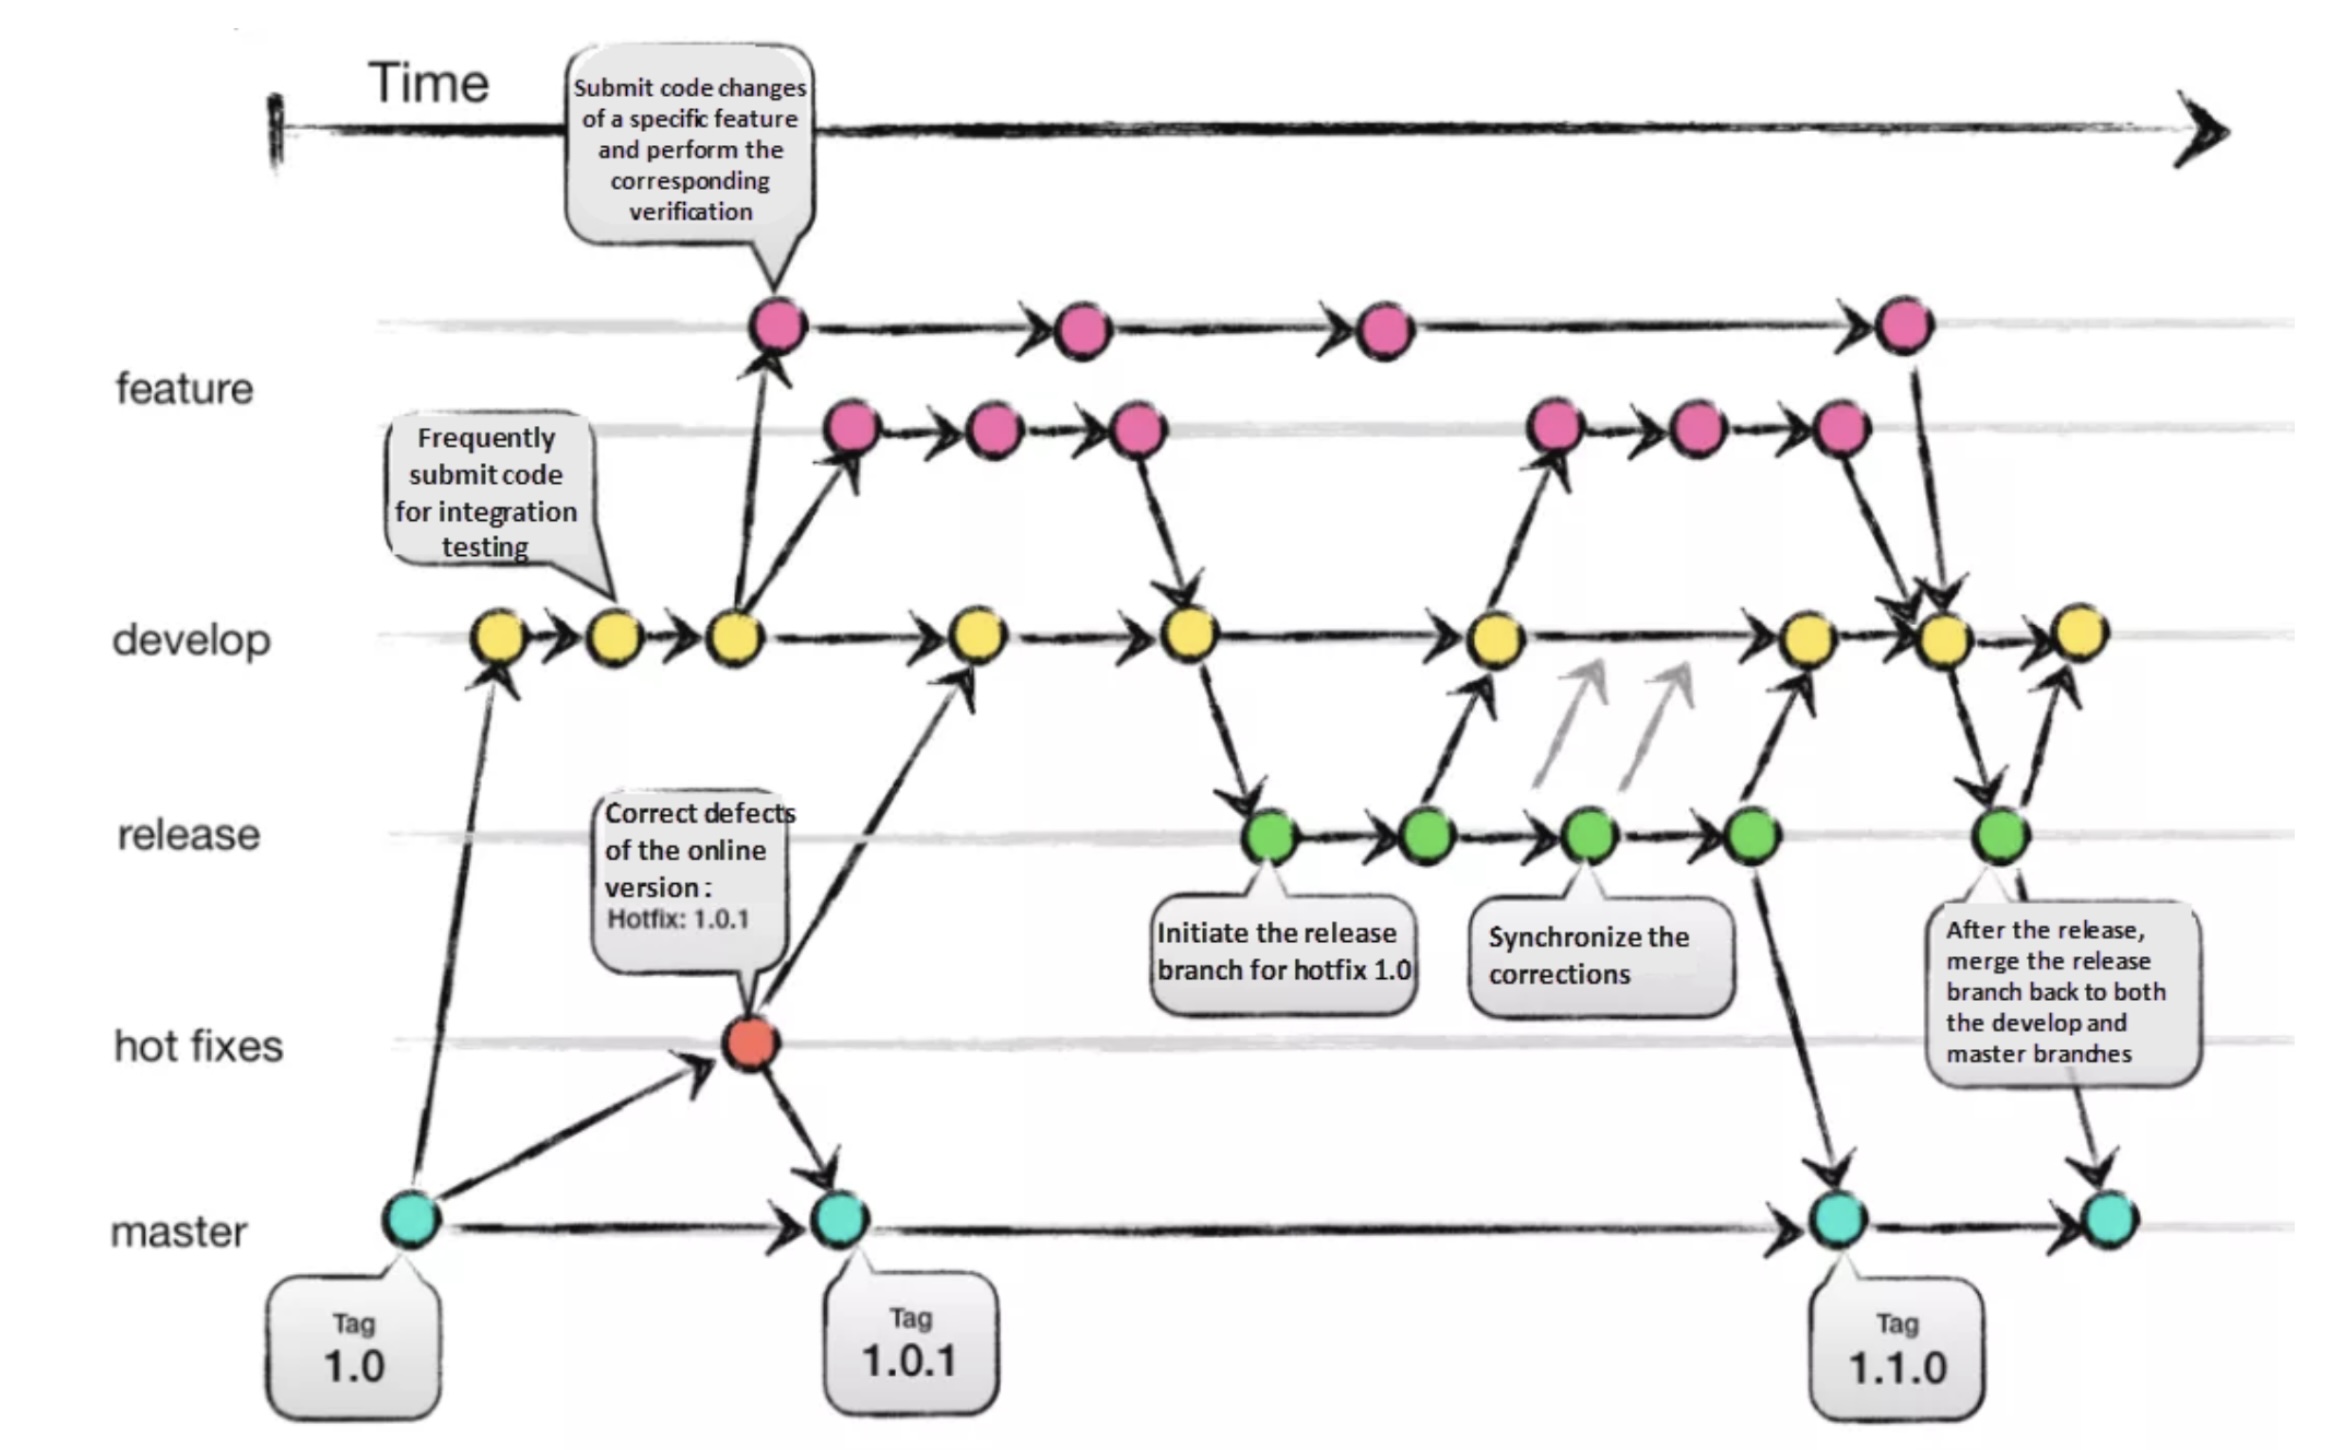 Time
Submit code changes
of a specific feature
and perform the
corresponding
verification
feature
Frequently
submit code
for integration
testing
develop
release
Correct defects
of the online
version :
Hotfix: 1.0.1
Initiate the release
branch for hotfix 1.0
Synchronize the
corrections
After the release,
merge the release
branch back to both
the develop and
master branches
hot fixes
master
Tag
1.0
Tag
1.0.1
Tag
1.1.0